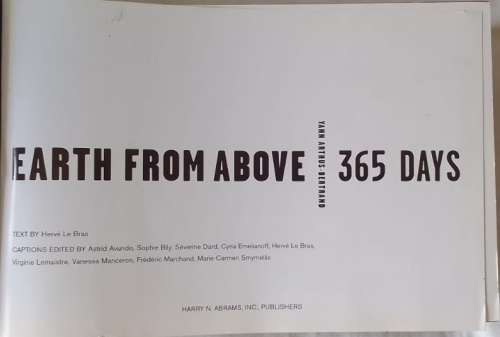 EARTH FROM ABOVE
YANN ARTHUS-BERTRAND
365 DAYS
TEXT BY Hervé Le Bras
CAPTIONS EDITED BY Astrid Avundo, Sophie Bily, Séverine Dard, Cyria Emelianoff, Hervé Le Bras,
Virginie Lemaistre, Vanessa Manceron, Frédéric Marchand, Marie-Carmen Smyrnelis
HARRY N. ABRAMS, INC., PUBLISHERS